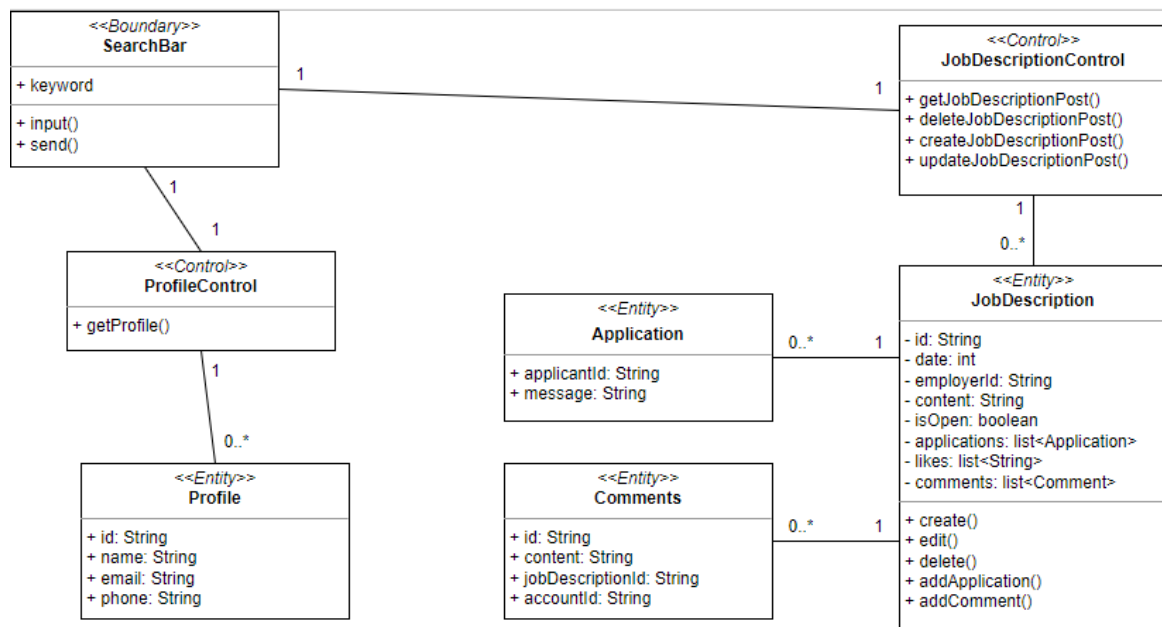 <<Boundary>>
SearchBar
+ keyword
+ input()
+ send()
1
1
<<Control>>
JobDescriptionControl
+ getJobDescriptionPost()
+ deleteJobDescriptionPost()
+ createJobDescriptionPost()
+ updateJobDescriptionPost()
1
1
<<Control>>
ProfileControl
+ getProfile()
1
0..*
<<Entity>>
Profile
+ id: String
+ name: String
+ email: String
+ phone: String
<<Entity>>
Application
+ applicantId: String
+ message: String
0..*
1
<<Entity>>
Comments
+ id: String
+ content: String
+ jobDescriptionId: String
+ accountId: String
0..*
1
1
0..*
<<Entity>>
JobDescription
- id: String
- date: int
- employerId: String
- content: String
- isOpen: boolean
- applications: list<Application>
- likes: list<String>
- comments: list<Comment>
+ create()
+ edit()
+ delete()
+ addApplication()
+ addComment()